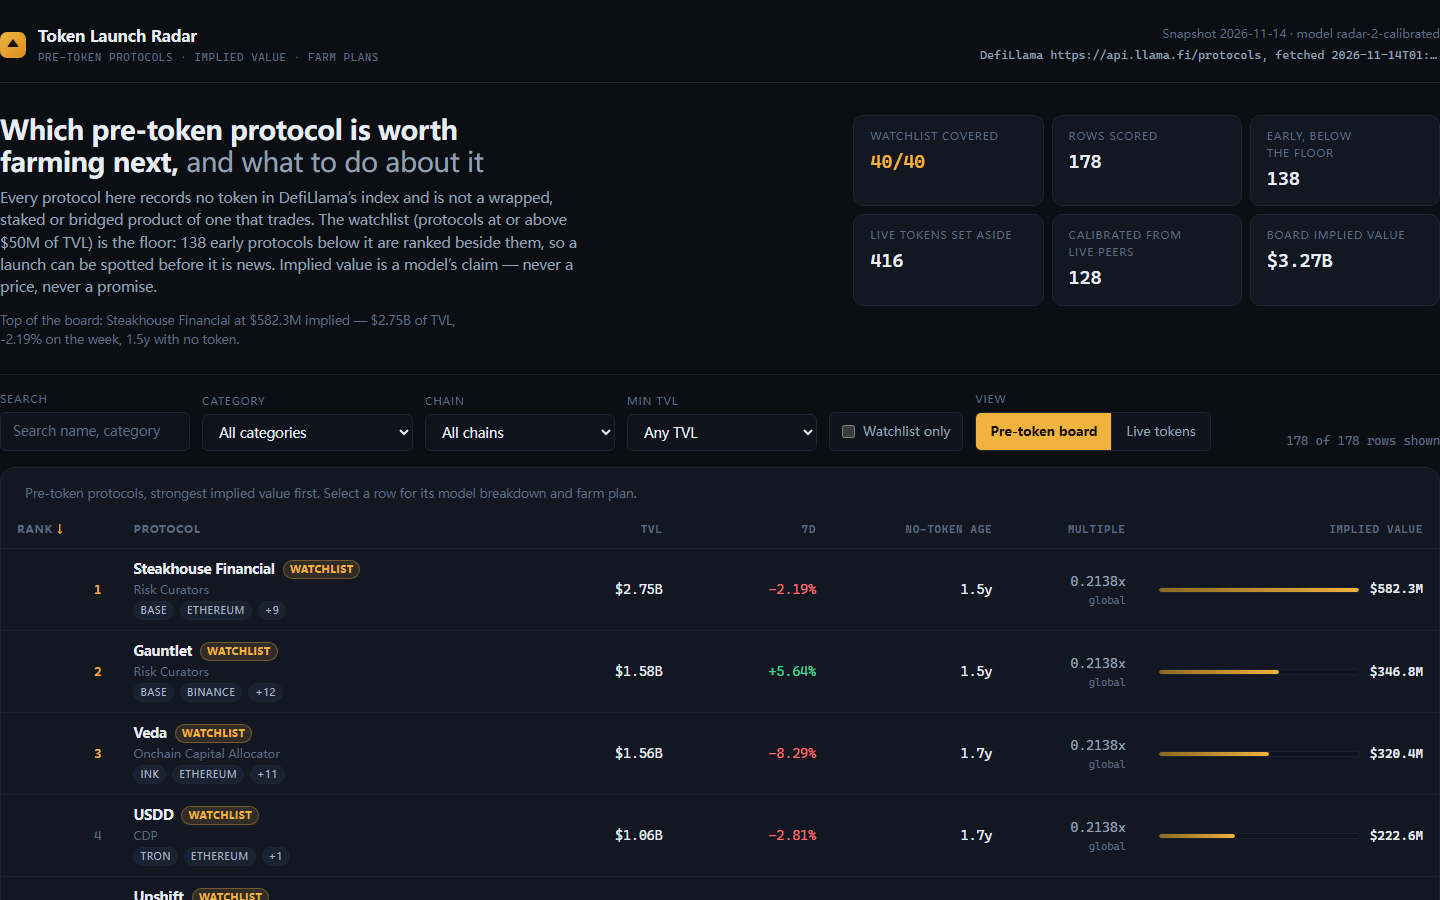 Token Launch Radar
PRE-TOKEN PROTOCOLS · IMPLIED VALUE · FARM PLANS
Snapshot 2026-11-14 · model radar-2-calibrated
DefiLlama https://api.llama.fi/protocols, fetched 2026-11-14T01:…
Which pre-token protocol is worth
farming next, and what to do about it
Every protocol here records no token in DefiLlama's index and is not a wrapped,
staked or bridged product of one that trades. The watchlist (protocols at or above
$50M of TVL) is the floor: 138 early protocols below it are ranked beside them, so a
launch can be spotted before it is news. Implied value is a model's claim — never a
price, never a promise.
Top of the board: Steakhouse Financial at $582.3M implied — $2.75B of TVL,
-2.19% on the week, 1.5y with no token.
WATCHLIST COVERED
40/40
ROWS SCORED
178
EARLY, BELOW
THE FLOOR
138
LIVE TOKENS SET ASIDE
416
CALIBRATED FROM
LIVE PEERS
128
BOARD IMPLIED VALUE
$3.27B
SEARCH
Search name, category
CATEGORY
All categories
CHAIN
All chains
MIN TVL
Any TVL
Watchlist only
VIEW
Pre-token board
Live tokens
178 of 178 rows shown
Pre-token protocols, strongest implied value first. Select a row for its model breakdown and farm plan.
RANK ↓ PROTOCOL TVL 7D NO-TOKEN AGE MULTIPLE IMPLIED VALUE
Steakhouse Financial WATCHLIST
1 Risk Curators $2.75B −2.19% 1.5y 0.2138x global $582.3M
BASE ETHEREUM +9
Gauntlet WATCHLIST
2 Risk Curators $1.58B +5.64% 1.5y 0.2138x global $346.8M
BASE BINANCE +12
Veda WATCHLIST
3 Onchain Capital Allocator $1.56B −8.29% 1.7y 0.2138x global $320.4M
INK ETHEREUM +11
USDD WATCHLIST
4 CDP $1.06B −2.81% 1.7y 0.2138x global $222.6M
TRON ETHEREUM +1
Upshift WATCHLIST